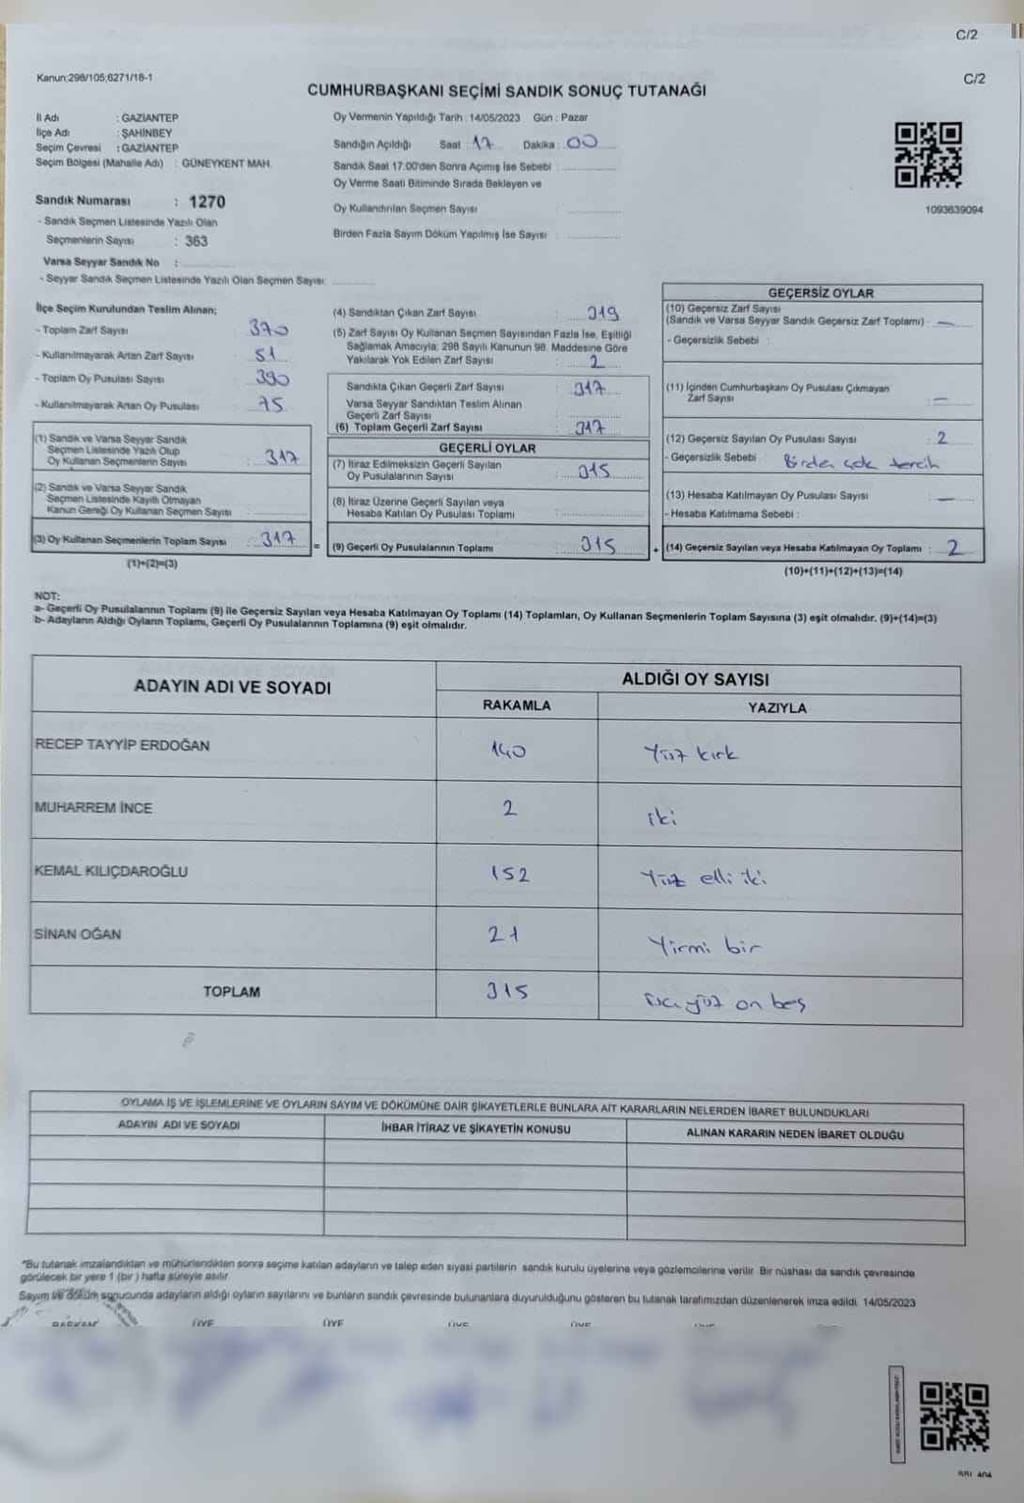 C/2
C/2
Kanun:298/105;6271/18-1
CUMHURBAŞKANI SEÇİMİ SANDIK SONUÇ TUTANAĞI
İl Adı : GAZİANTEP
İlçe Adı : ŞAHİNBEY
Seçim Çevresi : GAZİANTEP
Seçim Bölgesi (Mahalle Adı) : GÜNEYKENT MAH.
Sandık Numarası : 1270
- Sandık Seçmen Listesinde Yazılı Olan
Seçmenlerin Sayısı : 363
Varsa Seyyar Sandık No :
- Seyyar Sandık Seçmen Listesinde Yazılı Olan Seçmen Sayısı:
Oy Vermenin Yapıldığı Tarih : 14/05/2023 Gün : Pazar
Sandığın Açıldığı Saat : 17 Dakika : 00
Sandık Saat 17:00'den Sonra Açılmış İse Sebebi :
Oy Verme Saati Bitiminde Sırada Bekleyen ve
Oy Kullandırılan Seçmen Sayısı :
Birden Fazla Sayım Döküm Yapılmış İse Sayısı :
1093639094
İlçe Seçim Kurulundan Teslim Alınan;
- Toplam Zarf Sayısı : 370
- Kullanılmayarak Artan Zarf Sayısı : 51
- Toplam Oy Pusulası Sayısı : 390
- Kullanılmayarak Artan Oy Pusulası : 75
(1) Sandık ve Varsa Seyyar Sandık
Seçmen Listesinde Yazılı Olup
Oy Kullanan Seçmenlerin Sayısı : 317
(2) Sandık ve Varsa Seyyar Sandık
Seçmen Listesinde Kayıtlı Olmayan
Kanun Gereği Oy Kullanan Seçmen Sayısı :
(3) Oy Kullanan Seçmenlerin Toplam Sayısı : 317 =
(1)+(2)=(3)
(4) Sandıktan Çıkan Zarf Sayısı : 319
(5) Zarf Sayısı Oy Kullanan Seçmen Sayısından Fazla İse, Eşitliği
Sağlamak Amacıyla; 298 Sayılı Kanunun 98. Maddesine Göre
Yakılarak Yok Edilen Zarf Sayısı : 2
Sandıkta Çıkan Geçerli Zarf Sayısı : 317
Varsa Seyyar Sandıktan Teslim Alınan
Geçerli Zarf Sayısı :
(6) Toplam Geçerli Zarf Sayısı : 317
GEÇERLİ OYLAR
(7) İtiraz Edilmeksizin Geçerli Sayılan
Oy Pusulalarının Sayısı : 315
(8) İtiraz Üzerine Geçerli Sayılan veya
Hesaba Katılan Oy Pusulası Toplamı :
(9) Geçerli Oy Pusulalarının Toplamı : 315 +
GEÇERSİZ OYLAR
(10) Geçersiz Zarf Sayısı
(Sandık ve Varsa Seyyar Sandık Geçersiz Zarf Toplamı) : —
- Geçersizlik Sebebi :
(11) İçinden Cumhurbaşkanı Oy Pusulası Çıkmayan
Zarf Sayısı : —
(12) Geçersiz Sayılan Oy Pusulası Sayısı : 2
- Geçersizlik Sebebi : Birden çok tercih
(13) Hesaba Katılmayan Oy Pusulası Sayısı : —
- Hesaba Katılmama Sebebi :
(14) Geçersiz Sayılan veya Hesaba Katılmayan Oy Toplamı : 2
(10)+(11)+(12)+(13)=(14)
NOT:
a- Geçerli Oy Pusulalarının Toplamı (9) ile Geçersiz Sayılan veya Hesaba Katılmayan Oy Toplamı (14) Toplamları, Oy Kullanan Seçmenlerin Toplam Sayısına (3) eşit olmalıdır. (9)+(14)=(3)
b- Adayların Aldığı Oyların Toplamı, Geçerli Oy Pusulalarının Toplamına (9) eşit olmalıdır.
ADAYIN ADI VE SOYADI ALDIĞI OY SAYISI
RAKAMLA YAZIYLA
RECEP TAYYİP ERDOĞAN 140 Yüz kırk
MUHARREM İNCE 2 iki
KEMAL KILIÇDAROĞLU 152 Yüz elli iki
SİNAN OĞAN 21 Yirmi bir
TOPLAM 315 üçyüz on beş
OYLAMA İŞ VE İŞLEMLERİNE VE OYLARIN SAYIM VE DÖKÜMÜNE DAİR ŞİKAYETLERLE BUNLARA AİT KARARLARIN NELERDEN İBARET BULUNDUKLARI
ADAYIN ADI VE SOYADI İHBAR İTİRAZ VE ŞİKAYETİN KONUSU ALINAN KARARIN NEDEN İBARET OLDUĞU
"Bu tutanak imzalandıktan ve mühürlendikten sonra seçime katılan adayların ve talep eden siyasi partilerin sandık kurulu üyelerine veya gözlemcilerine verilir. Bir nüshası da sandık çevresinde
görülecek bir yere 1 (bir) hafta süreyle asılır.
Sayım ve döküm sonucunda adayların aldığı oyların sayılarını ve bunların sandık çevresinde bulunanlara duyurulduğunu gösteren bu tutanak tarafımızdan düzenlenerek imza edildi. 14/05/2023
BAŞKAN ÜYE ÜYE ÜYE ÜYE ÜYE